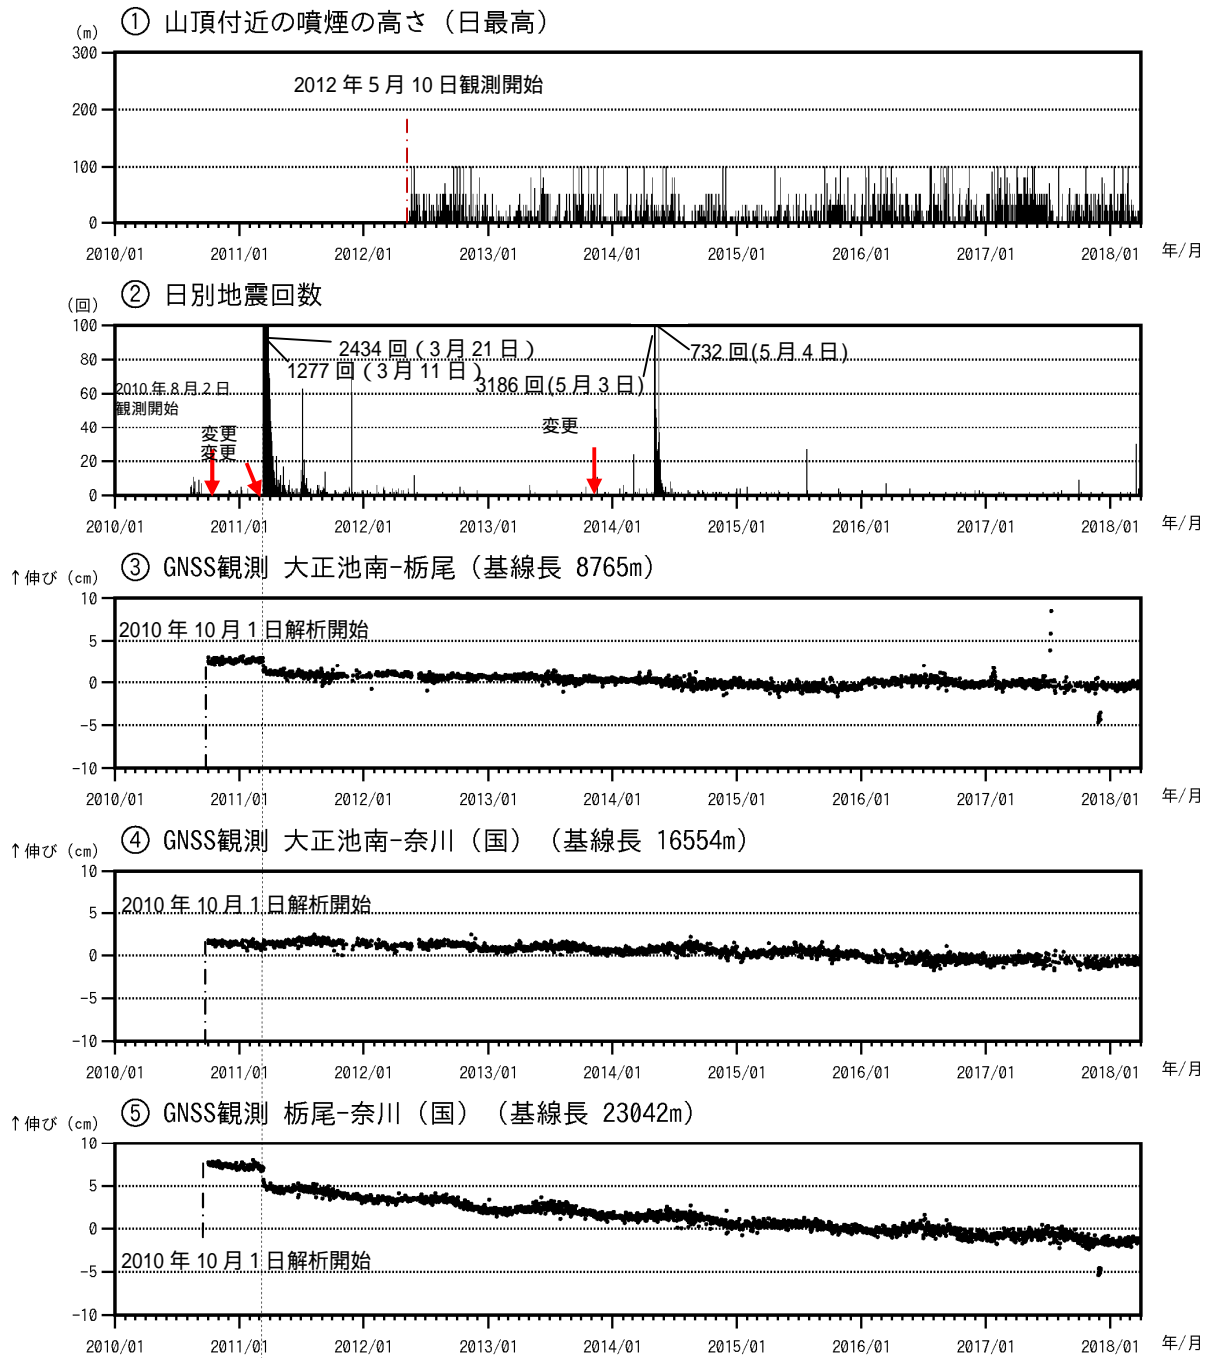 ① 山頂付近の噴煙の高さ（日最高）
(m)
300
2012 年 5 月 10 日観測開始
200
100
0
2010/01 2011/01 2012/01 2013/01 2014/01 2015/01 2016/01 2017/01 2018/01 年/月
② 日別地震回数
(回)
100
2434 回（3 月 21 日）
732 回(5 月 4 日)
80
1277 回（3 月 11 日）
3186 回(5 月 3 日)
2010 年 8 月 2 日
60
観測開始
変更
変更
40
変更
20
0
2010/01 2011/01 2012/01 2013/01 2014/01 2015/01 2016/01 2017/01 2018/01 年/月
③ GNSS観測 大正池南-栃尾（基線長 8765m）
↑伸び (cm)
10
2010 年 10 月 1 日解析開始
5
0
-5
-10
2010/01 2011/01 2012/01 2013/01 2014/01 2015/01 2016/01 2017/01 2018/01 年/月
④ GNSS観測 大正池南-奈川（国）（基線長 16554m）
↑伸び (cm)
10
2010 年 10 月 1 日解析開始
5
0
-5
-10
2010/01 2011/01 2012/01 2013/01 2014/01 2015/01 2016/01 2017/01 2018/01 年/月
⑤ GNSS観測 栃尾-奈川（国）（基線長 23042m）
↑伸び (cm)
10
5
0
2010 年 10 月 1 日解析開始
-5
-10
2010/01 2011/01 2012/01 2013/01 2014/01 2015/01 2016/01 2017/01 2018/01 年/月